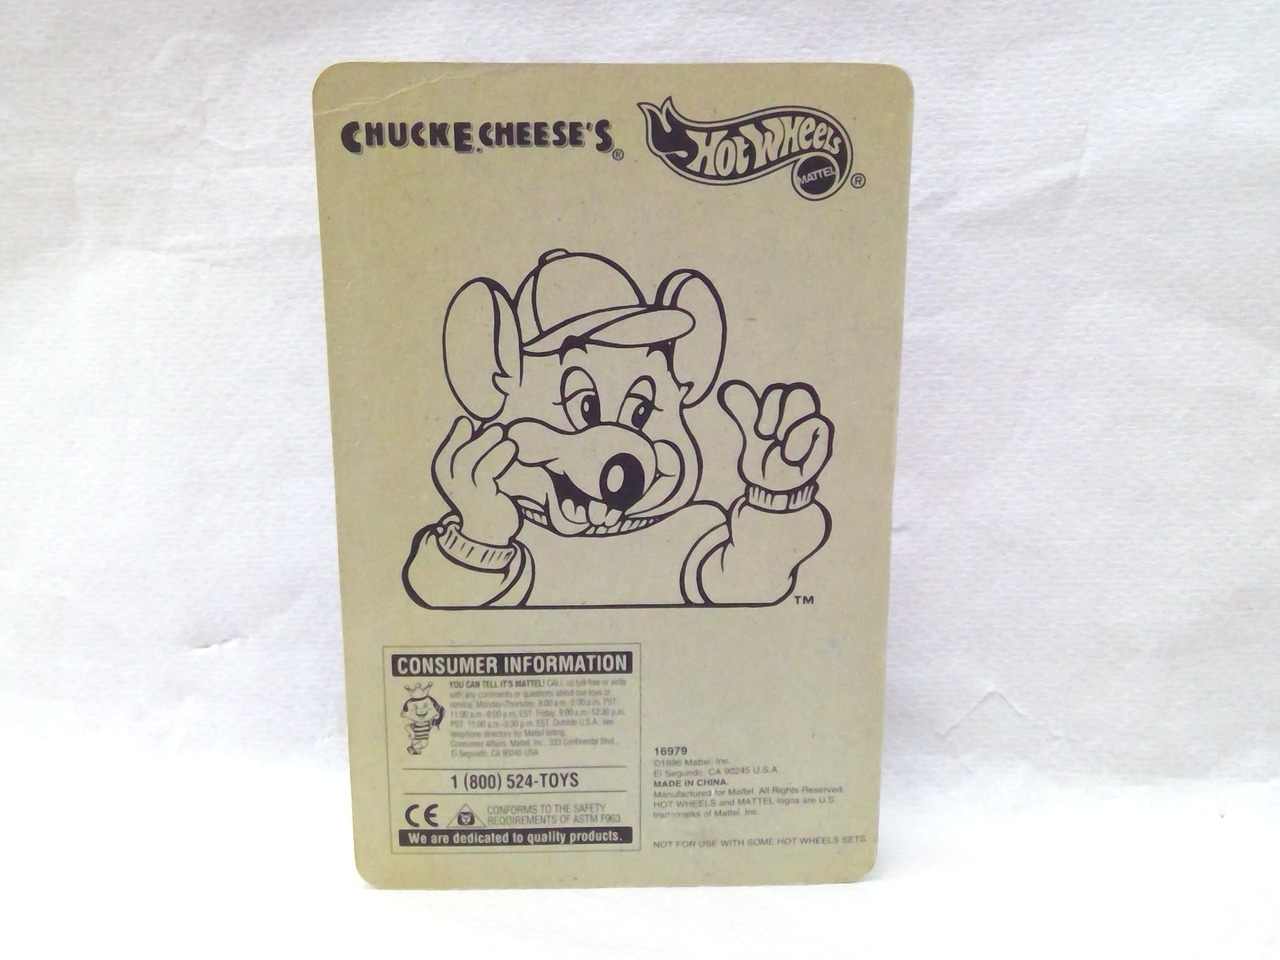 CHUCK E. CHEESE'S®
HOT WHEELS
MATTEL ®
TM
CONSUMER INFORMATION
YOU CAN TELL IT'S MATTEL! CALL us toll-free or write
with any comments or questions about our toys or
service, Monday-Thursday, 8:00 a.m.-5:00 p.m. PST,
11:00 a.m.-8:00 p.m. EST; Friday, 8:00 a.m.-12:30 p.m.
PST, 11:00 a.m.-3:30 p.m. EST. Outside U.S.A., see
telephone directory for Mattel listing.
Consumer Affairs, Mattel, Inc., 333 Continental Blvd.,
El Segundo, CA 90245 USA
1 (800) 524-TOYS
CE
CONFORMS TO THE SAFETY
REQUIREMENTS OF ASTM F963
We are dedicated to quality products.
16979
©1996 Mattel, Inc.
El Segundo, CA 90245 U.S.A.
MADE IN CHINA.
Manufactured for Mattel. All Rights Reserved.
HOT WHEELS and MATTEL logos are U.S.
trademarks of Mattel, Inc.
NOT FOR USE WITH SOME HOT WHEELS SETS.